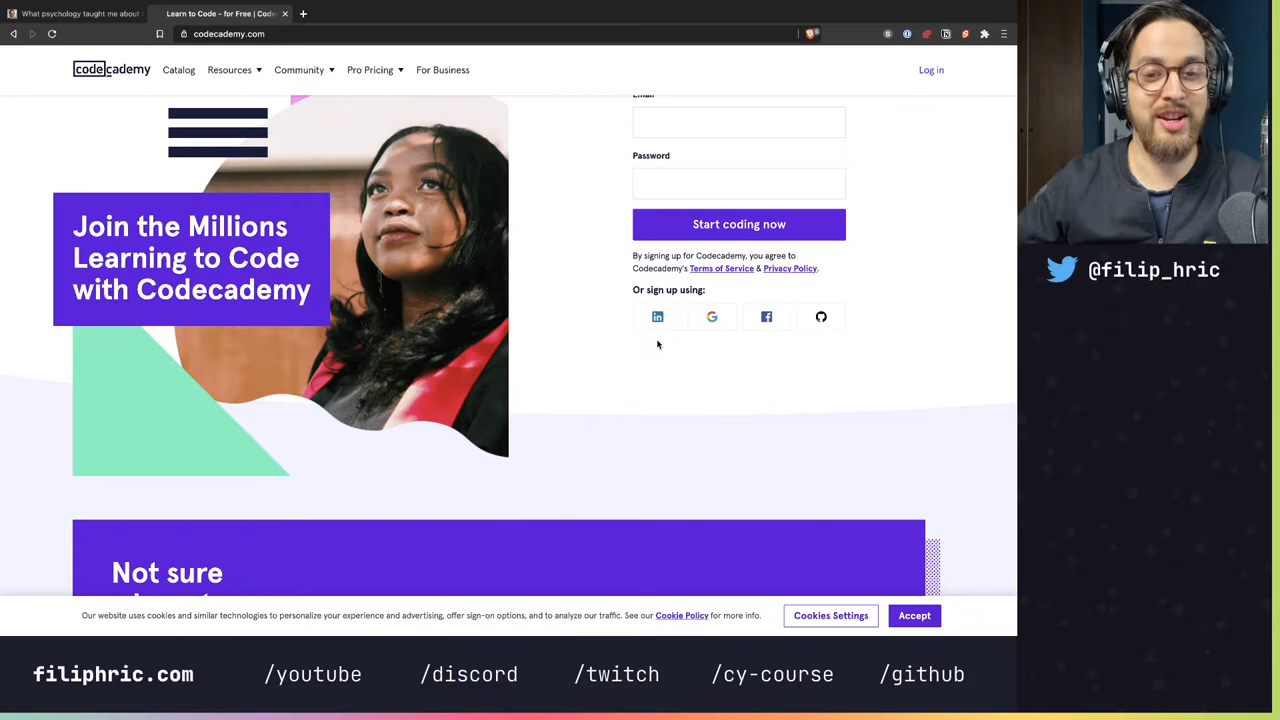 What psychology taught me about
Learn to Code - for Free | Code
codecademy.com
codecademy
Catalog
Resources
Community
Pro Pricing
For Business
Log in
Email
Password
Start coding now
By signing up for Codecademy, you agree to
Codecademy's Terms of Service & Privacy Policy.
Or sign up using:
Join the Millions
Learning to Code
with Codecademy
@filip_hric
Not sure
Our website uses cookies and similar technologies to personalize your experience and advertising, offer sign-on options, and to analyze our traffic. See our Cookie Policy for more info.
Cookies Settings
Accept
filiphric.com
/youtube
/discord
/twitch
/cy-course
/github